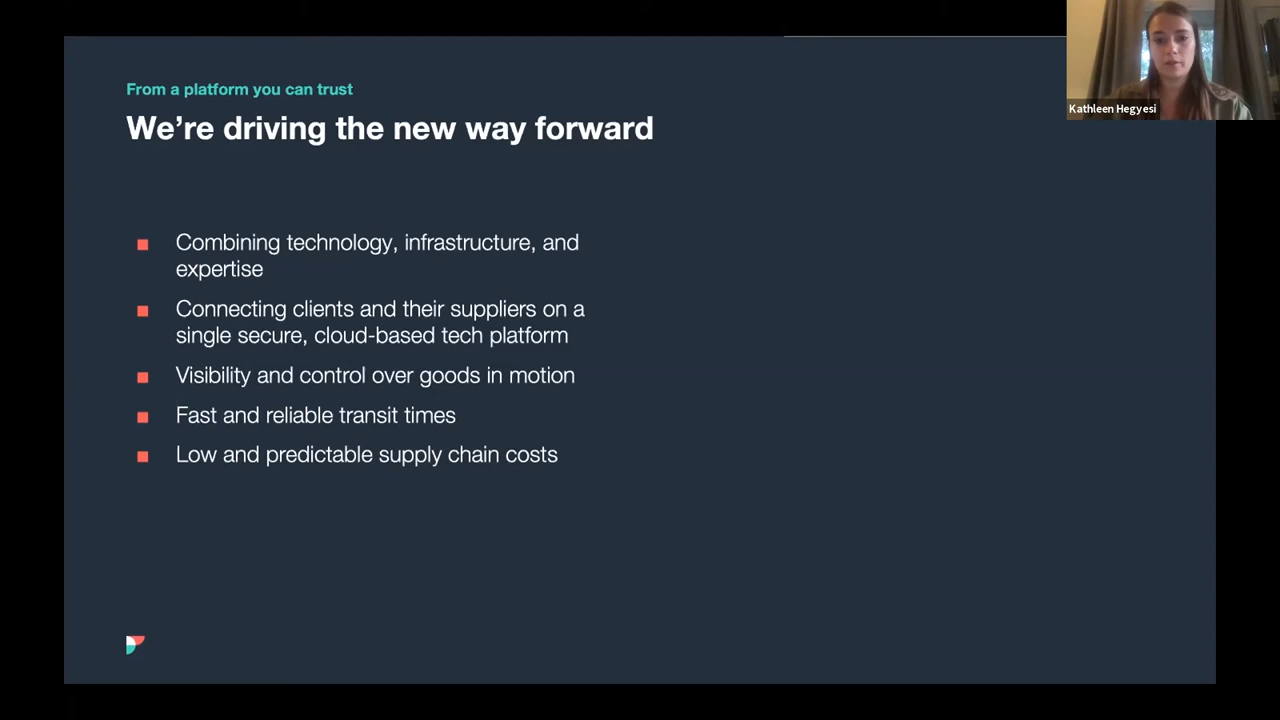 From a platform you can trust
We're driving the new way forward
Kathleen Hegyesi
■ Combining technology, infrastructure, and
expertise
■ Connecting clients and their suppliers on a
single secure, cloud-based tech platform
■ Visibility and control over goods in motion
■ Fast and reliable transit times
■ Low and predictable supply chain costs